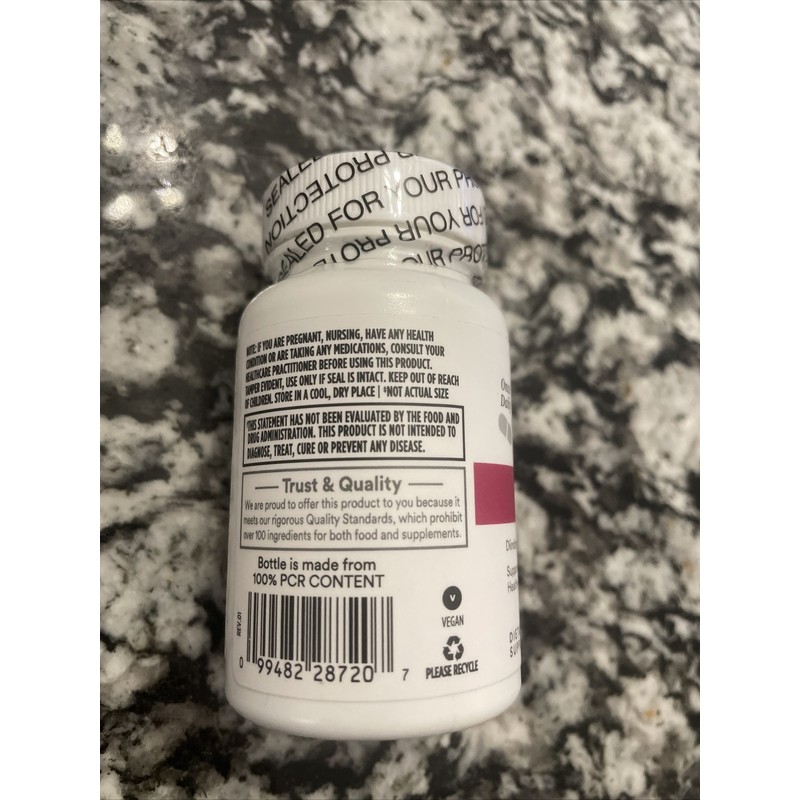 SEALED
PROTECTION
SEALED FOR YOUR
FOR YOUR
NOTE: IF YOU ARE PREGNANT, NURSING, HAVE ANY HEALTH
CONDITION OR ARE TAKING ANY MEDICATIONS, CONSULT YOUR
HEALTHCARE PRACTITIONER BEFORE USING THIS PRODUCT.
TAMPER EVIDENT, USE ONLY IF SEAL IS INTACT. KEEP OUT OF REACH
OF CHILDREN. STORE IN A COOL, DRY PLACE | *NOT ACTUAL SIZE
*THIS STATEMENT HAS NOT BEEN EVALUATED BY THE FOOD AND
DRUG ADMINISTRATION. THIS PRODUCT IS NOT INTENDED TO
DIAGNOSE, TREAT, CURE OR PREVENT ANY DISEASE.
Trust & Quality
We are proud to offer this product to you because it
meets our rigorous Quality Standards, which prohibit
over 100 ingredients for both food and supplements.
Bottle is made from
100% PCR CONTENT
REV.01
0 99482 28720 7
V
VEGAN
PLEASE RECYCLE